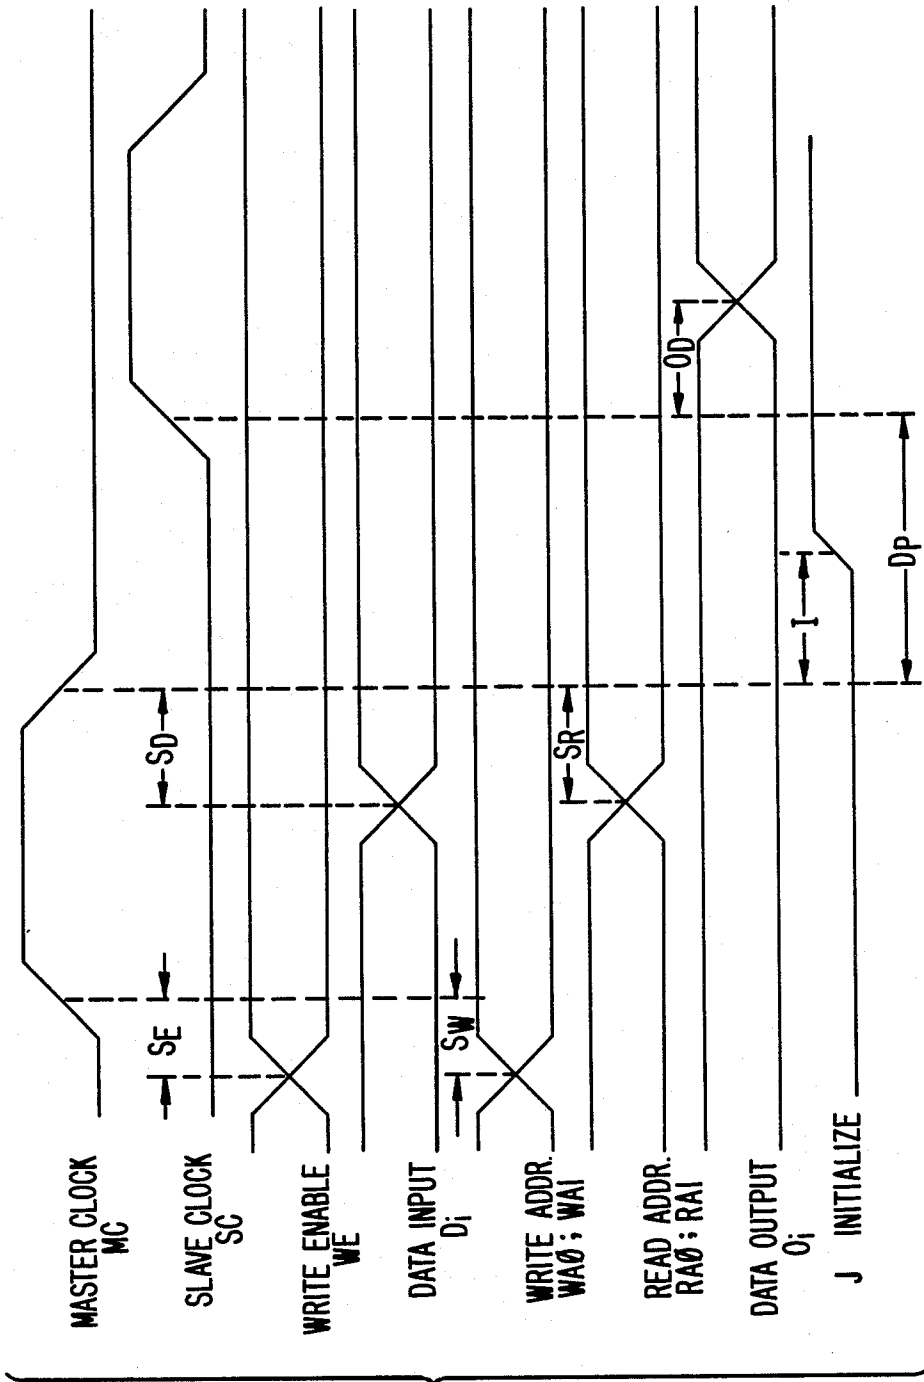 MASTER CLOCK
MC
SLAVE CLOCK
SC
WRITE ENABLE
WE
DATA INPUT
Di
WRITE ADDR.
WAØ; WAI
READ ADDR.
RAØ; RAI
DATA OUTPUT
Oi
J INITIALIZE
SE
SD
SW
SR
OD
I
DP